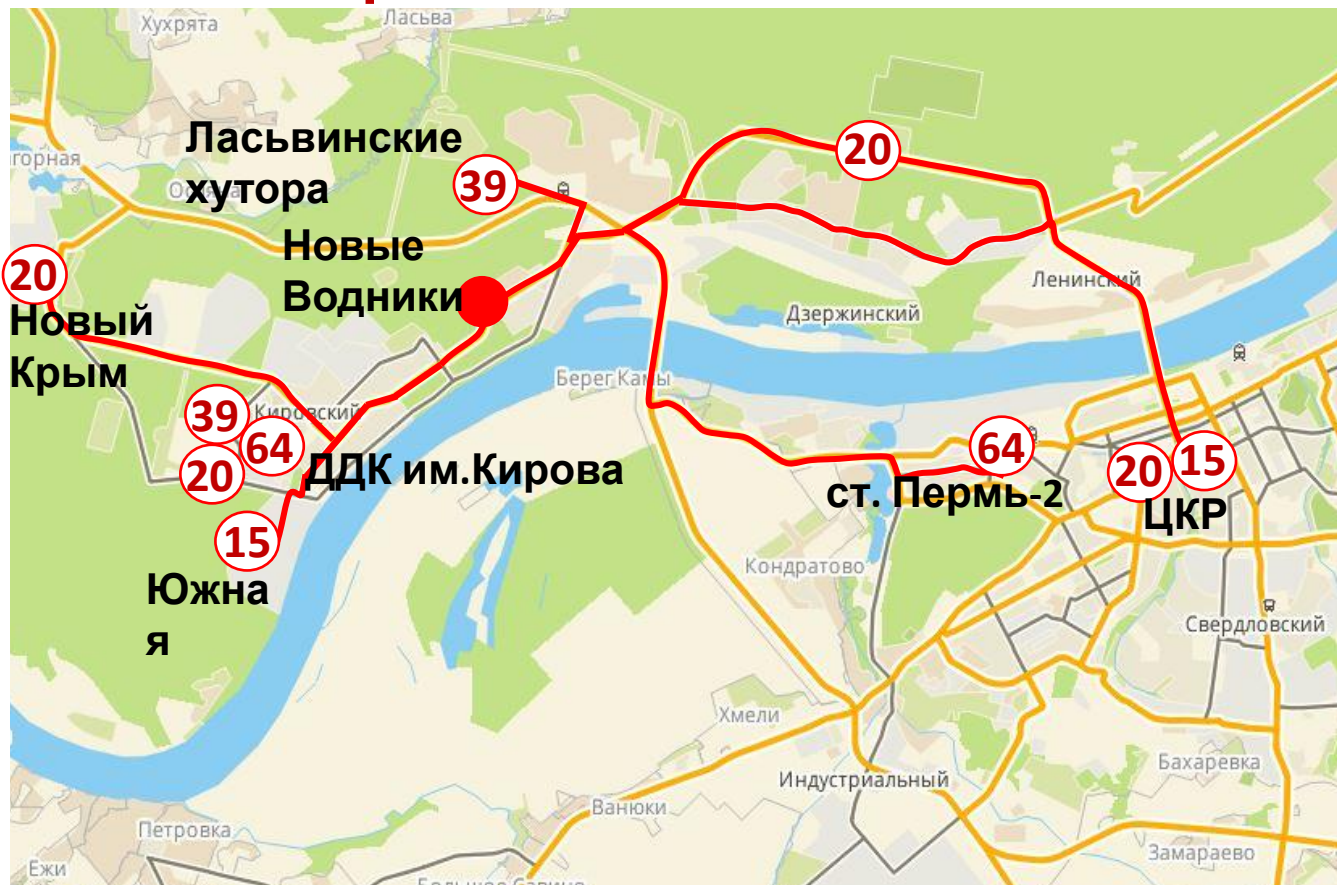 Хухрята
Ласьва
Ласьвинские
хутора
39
20
Новые
Водники
20
Новый
Крым
Ленинский
Дзержинский
Берег Камы
39
Кировский
64
20
ДДК им.Кирова
64
20
15
ст. Пермь-2
ЦКР
15
Южна
я
Кондратово
Свердловский
Хмели
Индустриальный
Бахаревка
Ванюки
Петровка
Замараево
Ежи